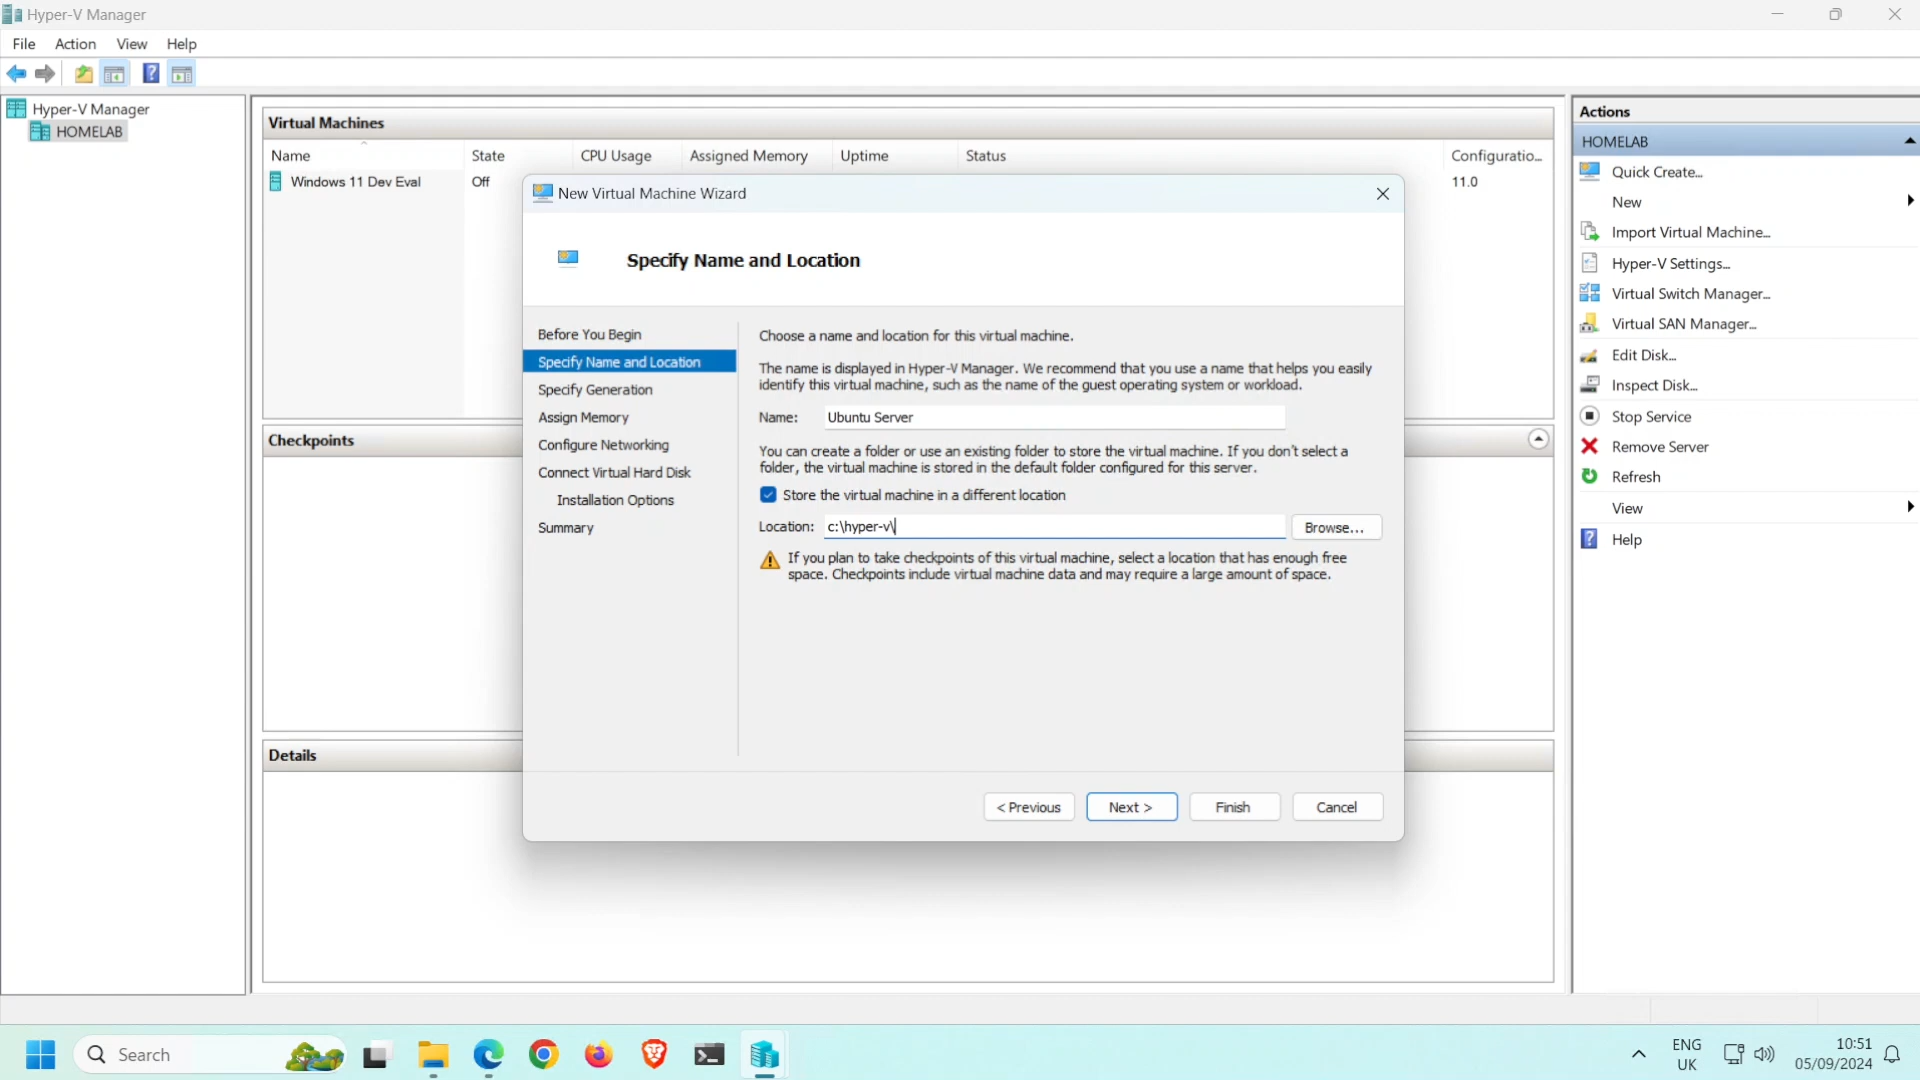 Hyper-V Manager
File Action View Help
Hyper-V Manager
HOMELAB
Virtual Machines
Name State CPU Usage Assigned Memory Uptime Status Configuratio...
Windows 11 Dev Eval Off 11.0
Checkpoints
Details
New Virtual Machine Wizard
Specify Name and Location
Before You Begin
Specify Name and Location
Specify Generation
Assign Memory
Configure Networking
Connect Virtual Hard Disk
Installation Options
Summary
Choose a name and location for this virtual machine.
The name is displayed in Hyper-V Manager. We recommend that you use a name that helps you easily
identify this virtual machine, such as the name of the guest operating system or workload.
Name: Ubuntu Server
You can create a folder or use an existing folder to store the virtual machine. If you don't select a
folder, the virtual machine is stored in the default folder configured for this server.
Store the virtual machine in a different location
Location: c:\hyper-v\
Browse...
If you plan to take checkpoints of this virtual machine, select a location that has enough free
space. Checkpoints include virtual machine data and may require a large amount of space.
< Previous Next > Finish Cancel
Actions
HOMELAB
Quick Create...
New
Import Virtual Machine...
Hyper-V Settings...
Virtual Switch Manager...
Virtual SAN Manager...
Edit Disk...
Inspect Disk...
Stop Service
Remove Server
Refresh
View
Help
Search
ENG
UK
10:51
05/09/2024